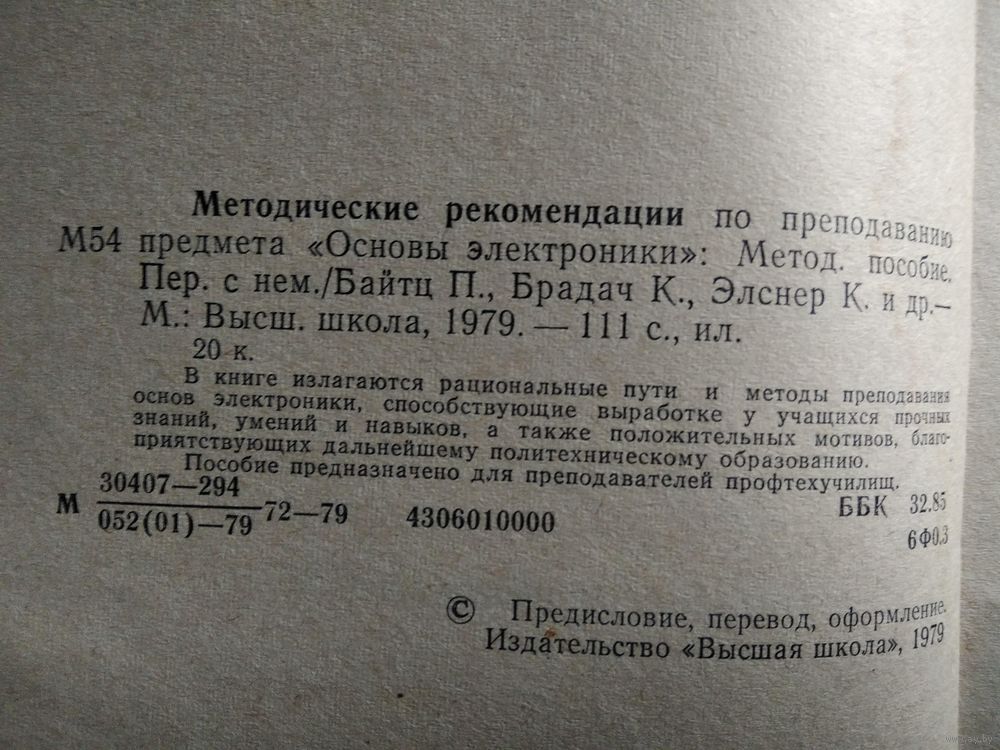 Методические рекомендации по преподаванию
М54 предмета «Основы электроники»: Метод. пособие.
Пер. с нем./Байтц П., Брадач К., Элснер К. и др.—
М.: Высш. школа, 1979. — 111 с., ил.
20 к.
В книге излагаются рациональные пути и методы преподавания
основ электроники, способствующие выработке у учащихся прочных
знаний, умений и навыков, а также положительных мотивов, благо-
приятствующих дальнейшему политехническому образованию.
Пособие предназначено для преподавателей профтехучилищ.
М 30407—294
052(01)—79 72—79 4306010000 ББК 32.85
6Ф0.3
© Предисловие, перевод, оформление.
Издательство «Высшая школа», 1979